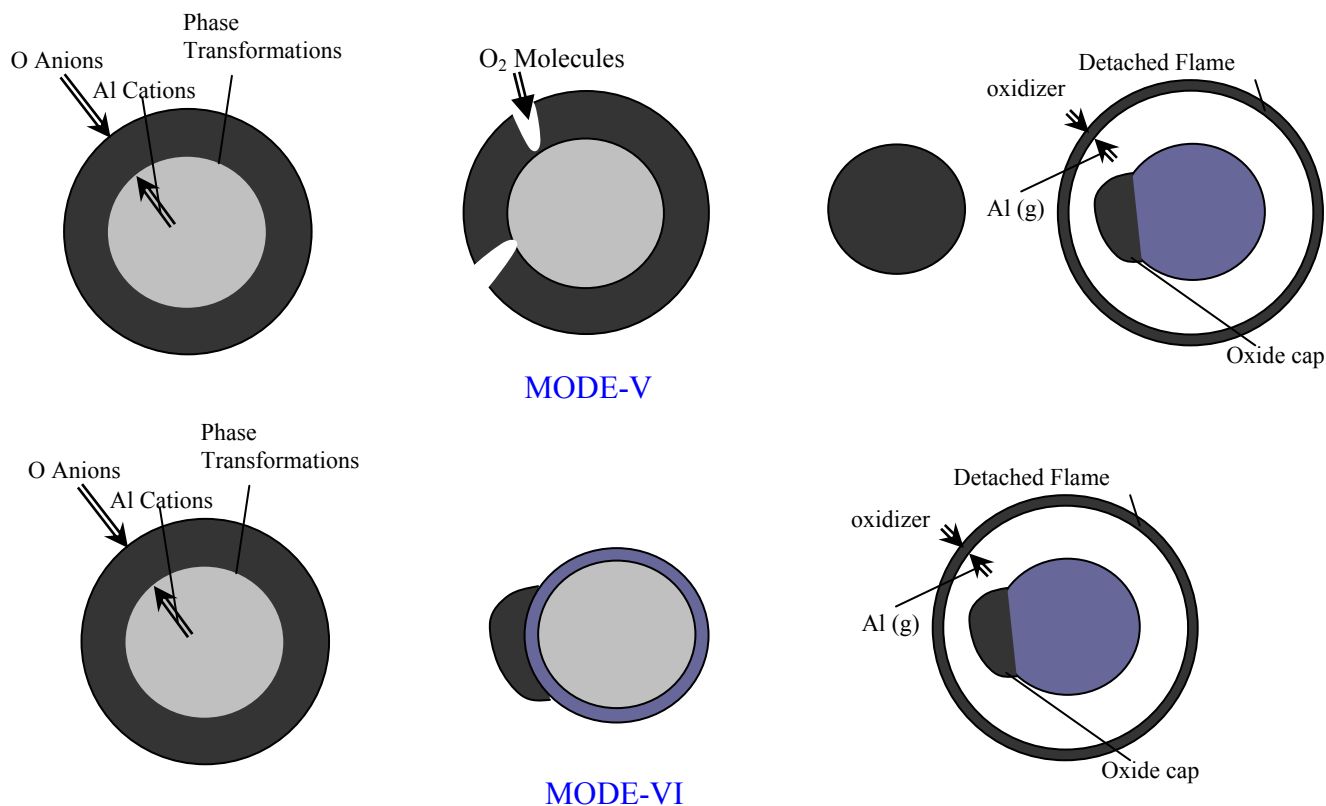 Phase
Transformations
O Anions
Al Cations
O₂ Molecules
Detached Flame
oxidizer
Al (g)
Oxide cap
MODE-V
Phase
Transformations
O Anions
Al Cations
Detached Flame
oxidizer
Al (g)
Oxide cap
MODE-VI